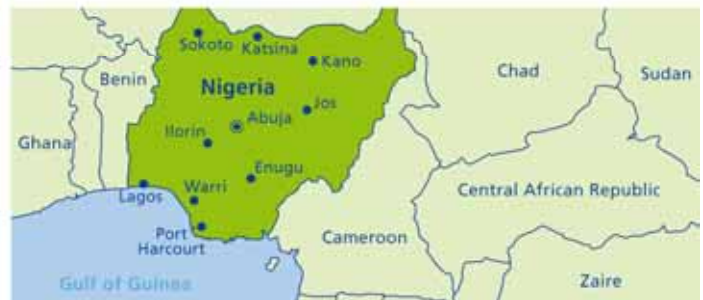 Sokoto
Katsina
Kano
Chad
Sudan
Benin
Nigeria
Jos
Abuja
Ilorin
Ghana
Enugu
Lagos
Warri
Central African Republic
Port
Harcourt
Cameroon
Gulf of Guinea
Zaire